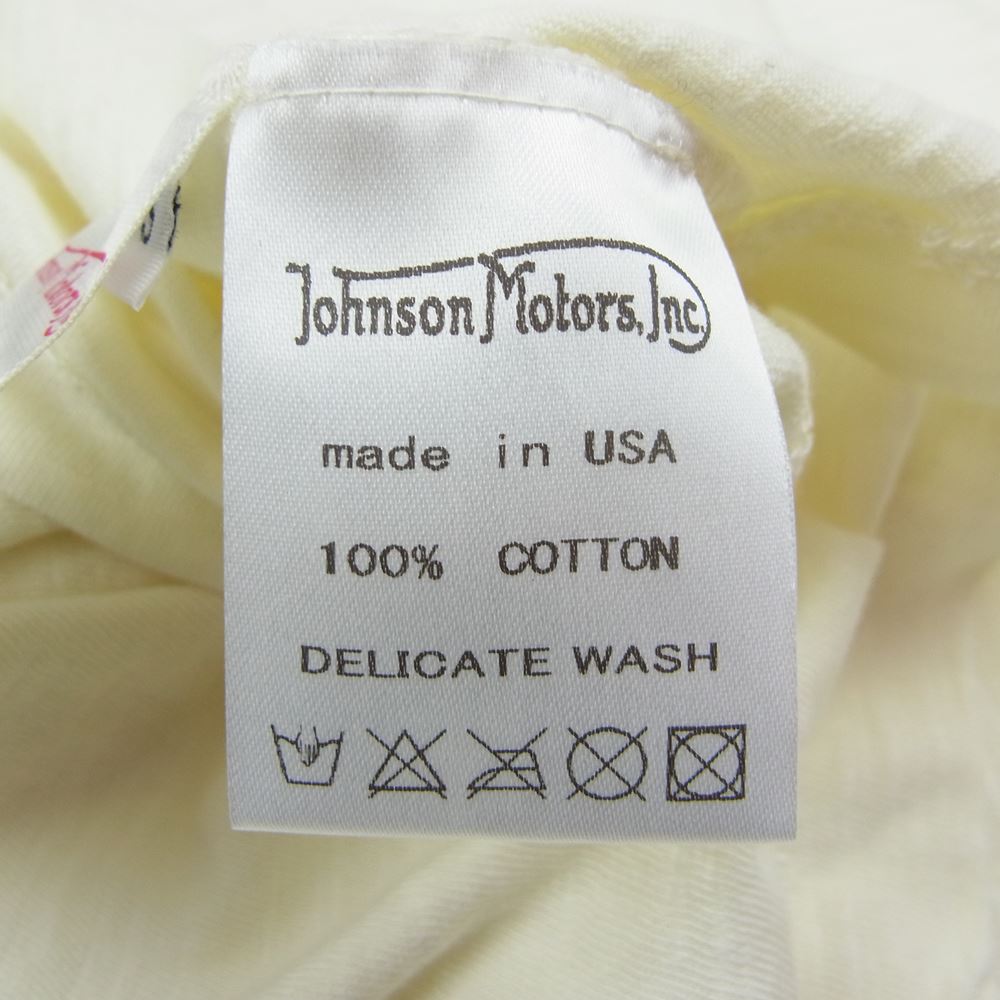 Johnson Motors, Inc.
made in USA
100% COTTON
DELICATE WASH